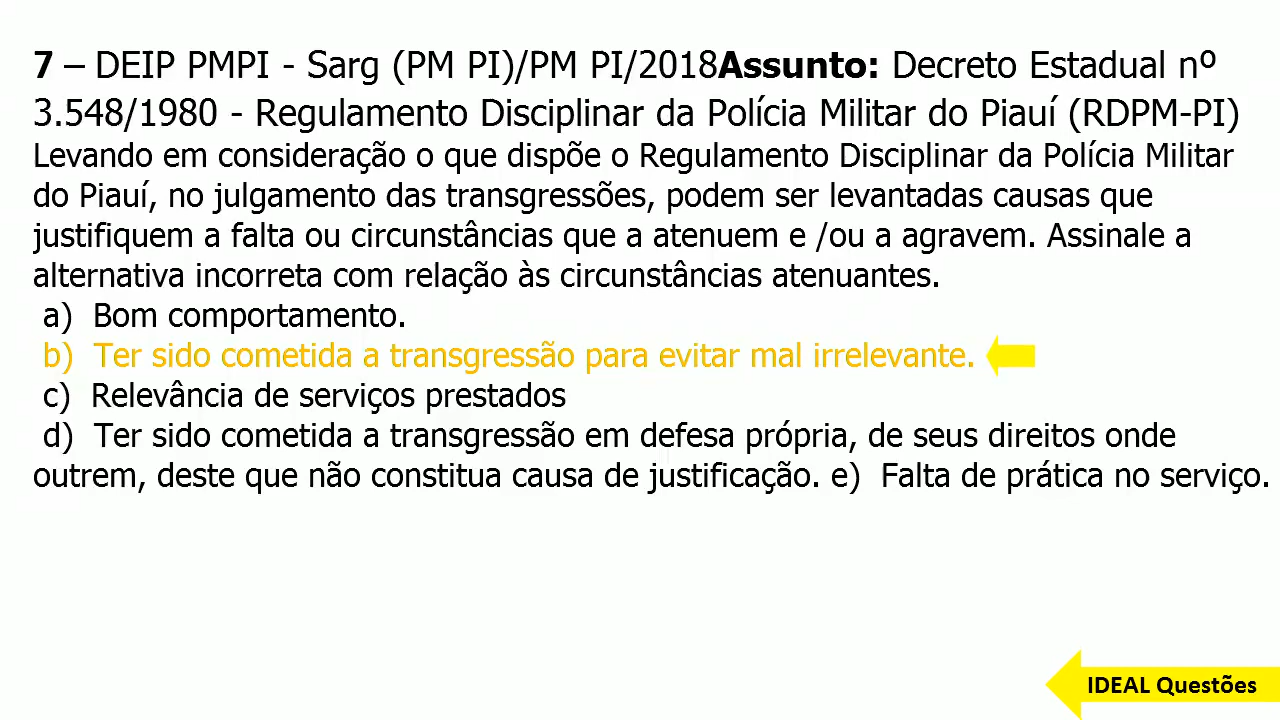 7 – DEIP PMPI - Sarg (PM PI)/PM PI/2018Assunto: Decreto Estadual nº
3.548/1980 - Regulamento Disciplinar da Polícia Militar do Piauí (RDPM-PI)
Levando em consideração o que dispõe o Regulamento Disciplinar da Polícia Militar
do Piauí, no julgamento das transgressões, podem ser levantadas causas que
justifiquem a falta ou circunstâncias que a atenuem e /ou a agravem. Assinale a
alternativa incorreta com relação às circunstâncias atenuantes.
a) Bom comportamento.
b) Ter sido cometida a transgressão para evitar mal irrelevante.
c) Relevância de serviços prestados
d) Ter sido cometida a transgressão em defesa própria, de seus direitos onde
outrem, deste que não constitua causa de justificação. e) Falta de prática no serviço.
IDEAL Questões